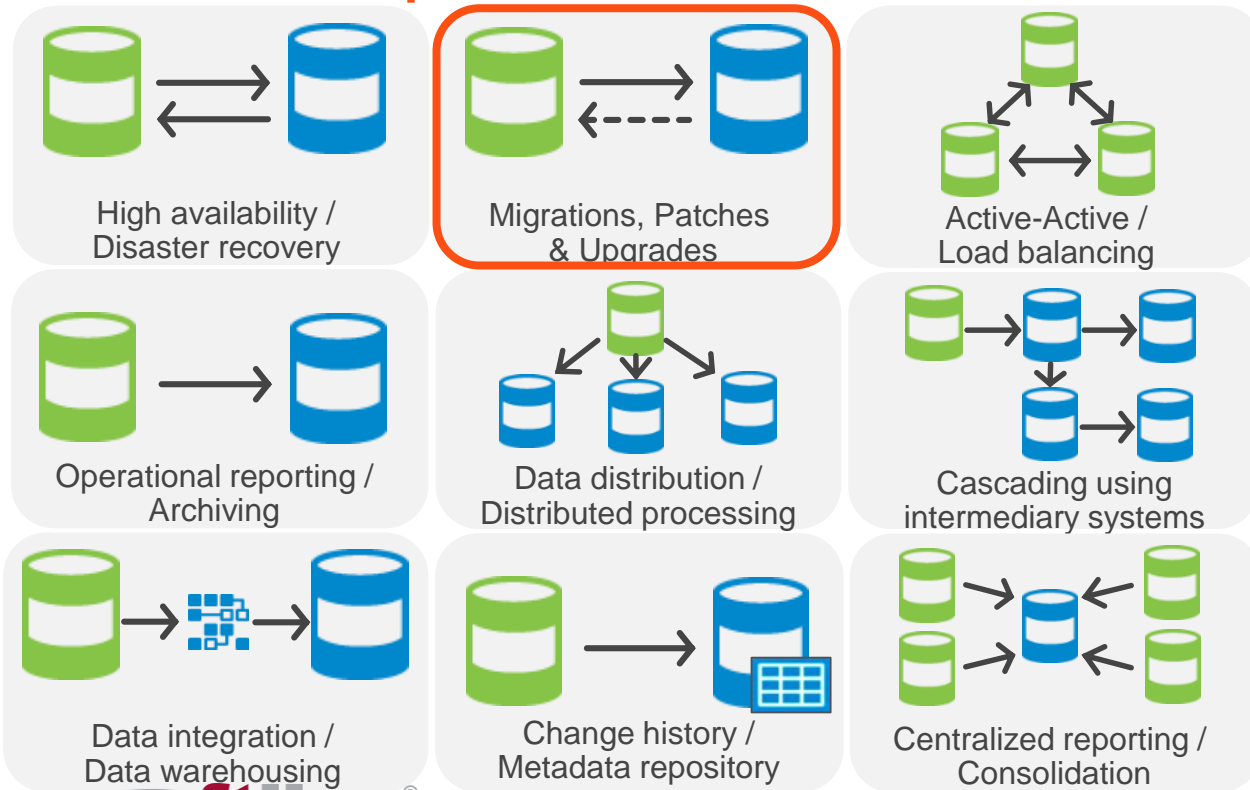 High availability /
Disaster recovery
Migrations, Patches
& Upgrades
Active-Active /
Load balancing
Operational reporting /
Archiving
Data distribution /
Distributed processing
Cascading using
intermediary systems
Data integration /
Data warehousing
Change history /
Metadata repository
Centralized reporting /
Consolidation